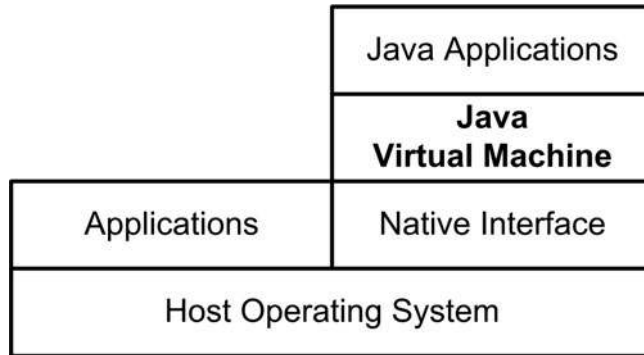 Java Applications
Java
Virtual Machine
Applications
Native Interface
Host Operating System